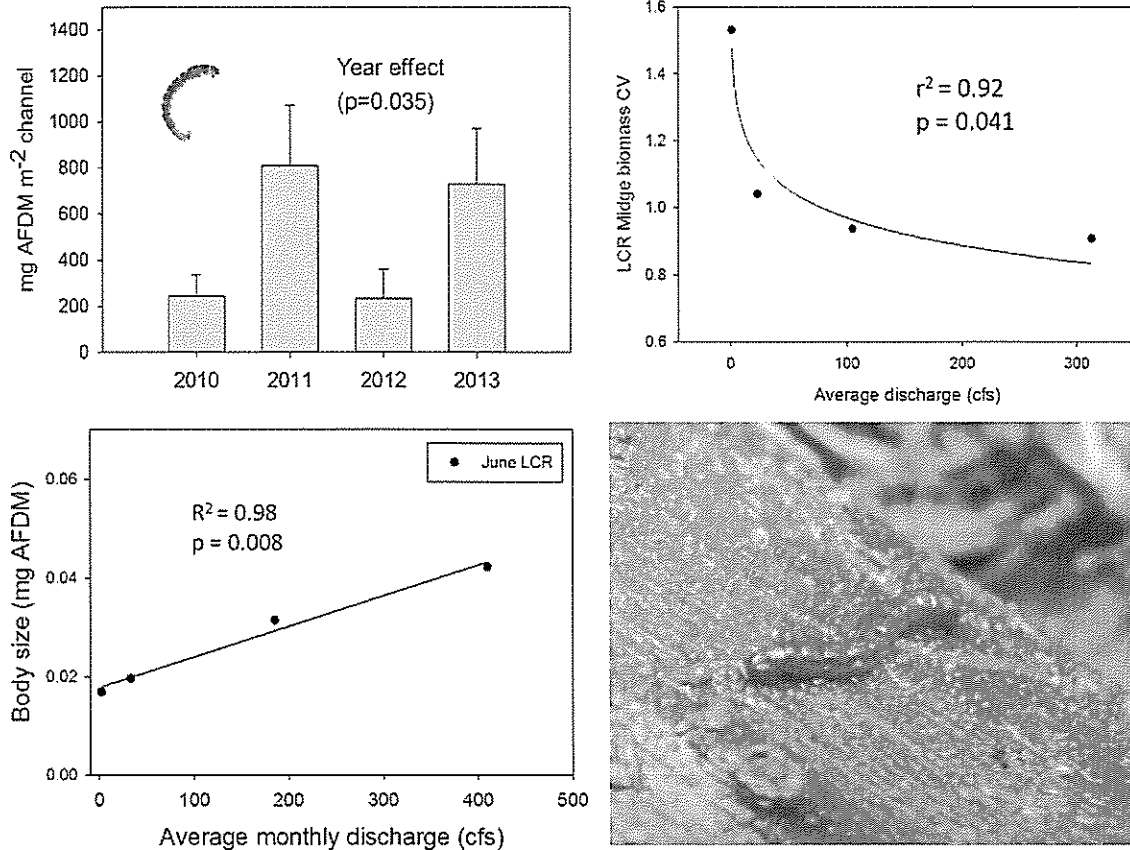 1400
1200
1000
800
600
400
200
0
mg AFDM m⁻² channel
Year effect
(p=0.035)
2010 2011 2012 2013
1.6
1.4
1.2
1.0
0.8
0.6
LCR Midge biomass CV
r² = 0.92
p = 0.041
0 100 200 300
Average discharge (cfs)
0.06
0.04
0.02
0.00
Body size (mg AFDM)
June LCR
R² = 0.98
p = 0.008
0 100 200 300 400 500
Average monthly discharge (cfs)